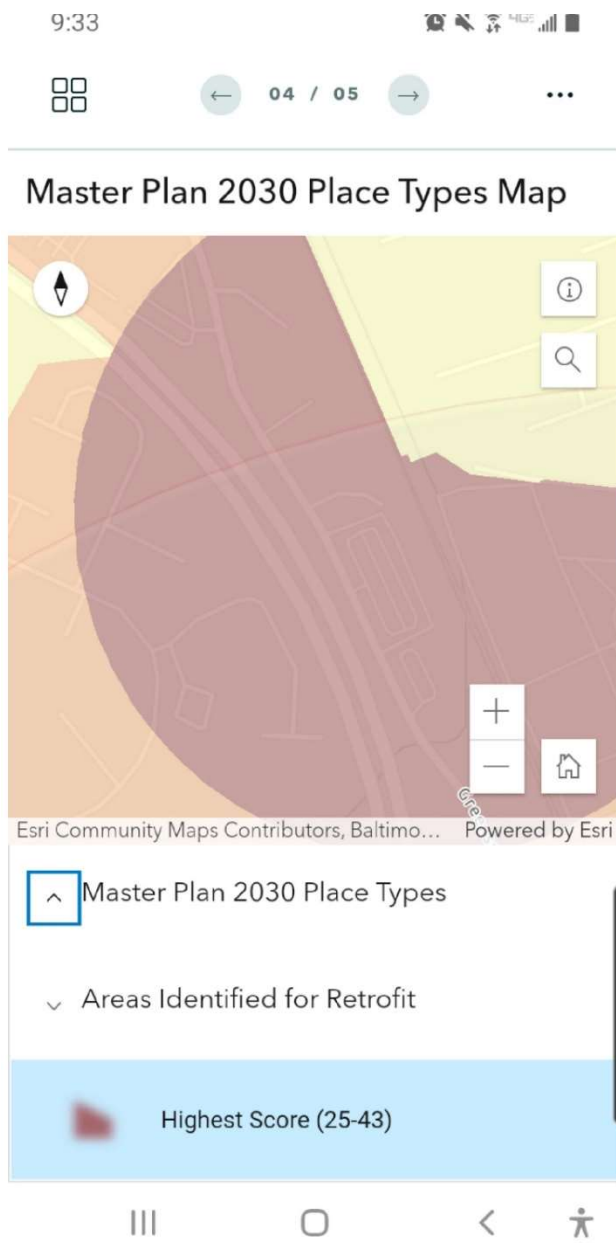 9:33
04 / 05
Master Plan 2030 Place Types Map
Esri Community Maps Contributors, Baltimo... Powered by Esri
Master Plan 2030 Place Types
Areas Identified for Retrofit
Highest Score (25-43)